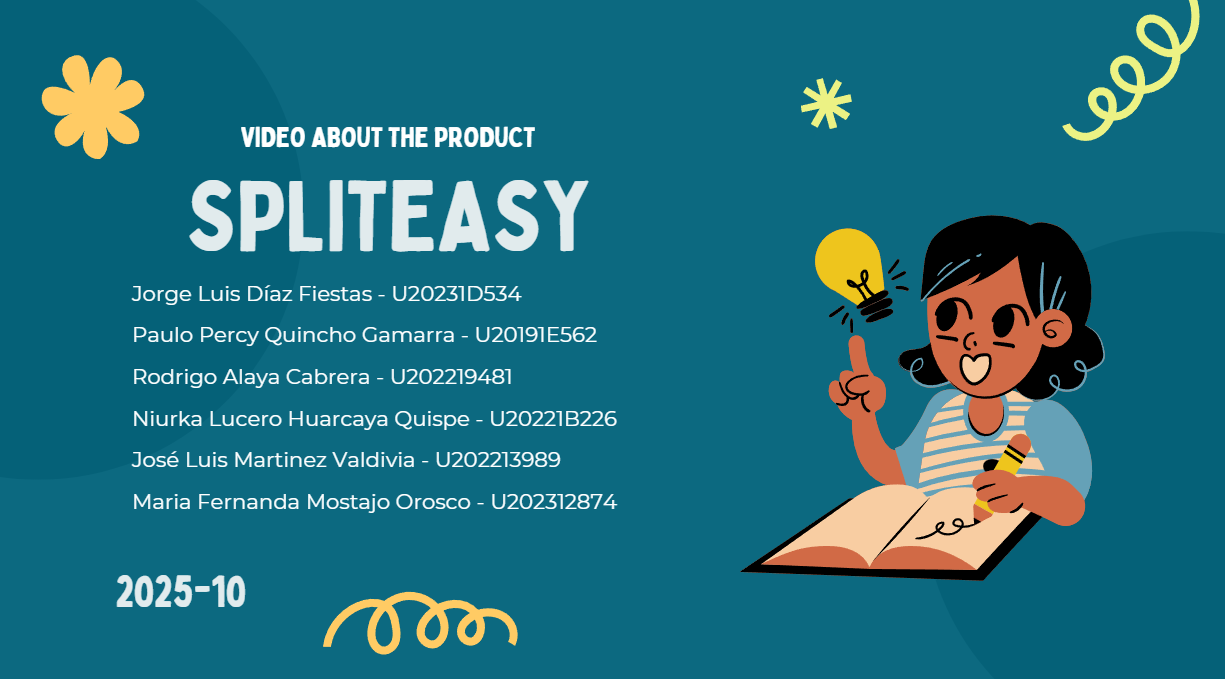 VIDEO ABOUT THE PRODUCT
SPLITEASY
Jorge Luis Díaz Fiestas - U20231D534
Paulo Percy Quincho Gamarra - U20191E562
Rodrigo Alaya Cabrera - U202219481
Niurka Lucero Huarcaya Quispe - U20221B226
José Luis Martinez Valdivia - U202213989
Maria Fernanda Mostajo Orosco - U202312874
2025-10